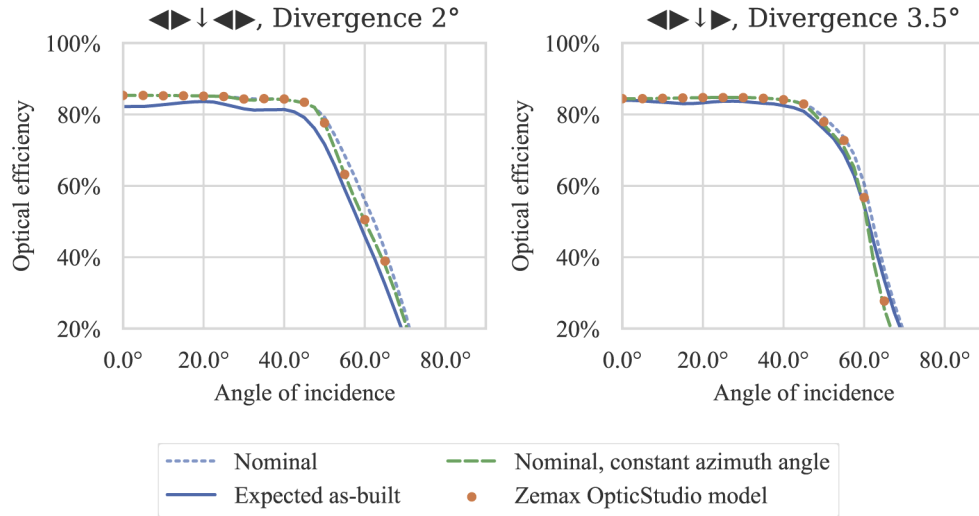 ◀▶↓◀▶, Divergence 2°
◀▶↓▶, Divergence 3.5°
100%
80%
60%
40%
20%
Optical efficiency
0.0° 20.0° 40.0° 60.0° 80.0°
Angle of incidence
100%
80%
60%
40%
20%
Optical efficiency
0.0° 20.0° 40.0° 60.0° 80.0°
Angle of incidence
Nominal
Expected as-built
Nominal, constant azimuth angle
Zemax OpticStudio model